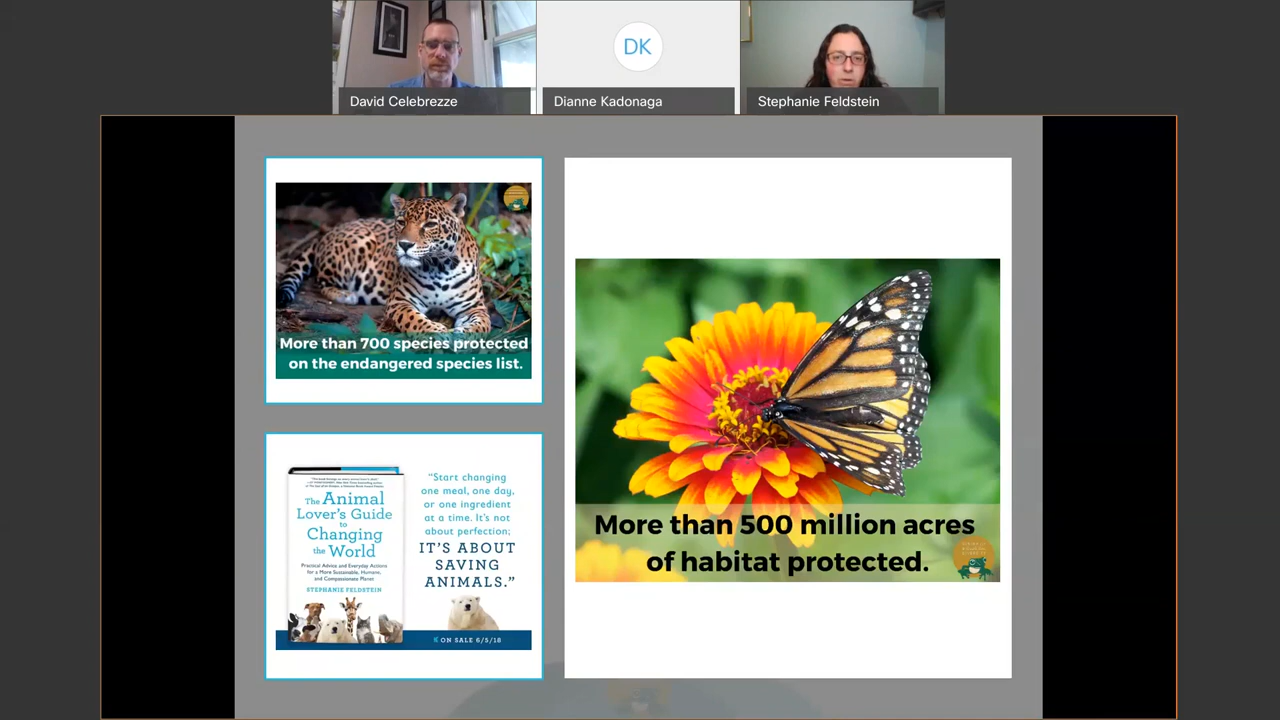 DK
David Celebrezze
Dianne Kadonaga
Stephanie Feldstein
More than 700 species protected
on the endangered species list.
The Animal
Lover's Guide
to
Changing
the World
Practical Advice and Everyday Actions
for a More Sustainable, Humane,
and Compassionate Planet
STEPHANIE FELDSTEIN
"Start changing
one meal, one day,
or one ingredient
at a time. It's not
about perfection;
IT'S ABOUT
SAVING
ANIMALS."
ON SALE 6/5/18
More than 500 million acres
of habitat protected.